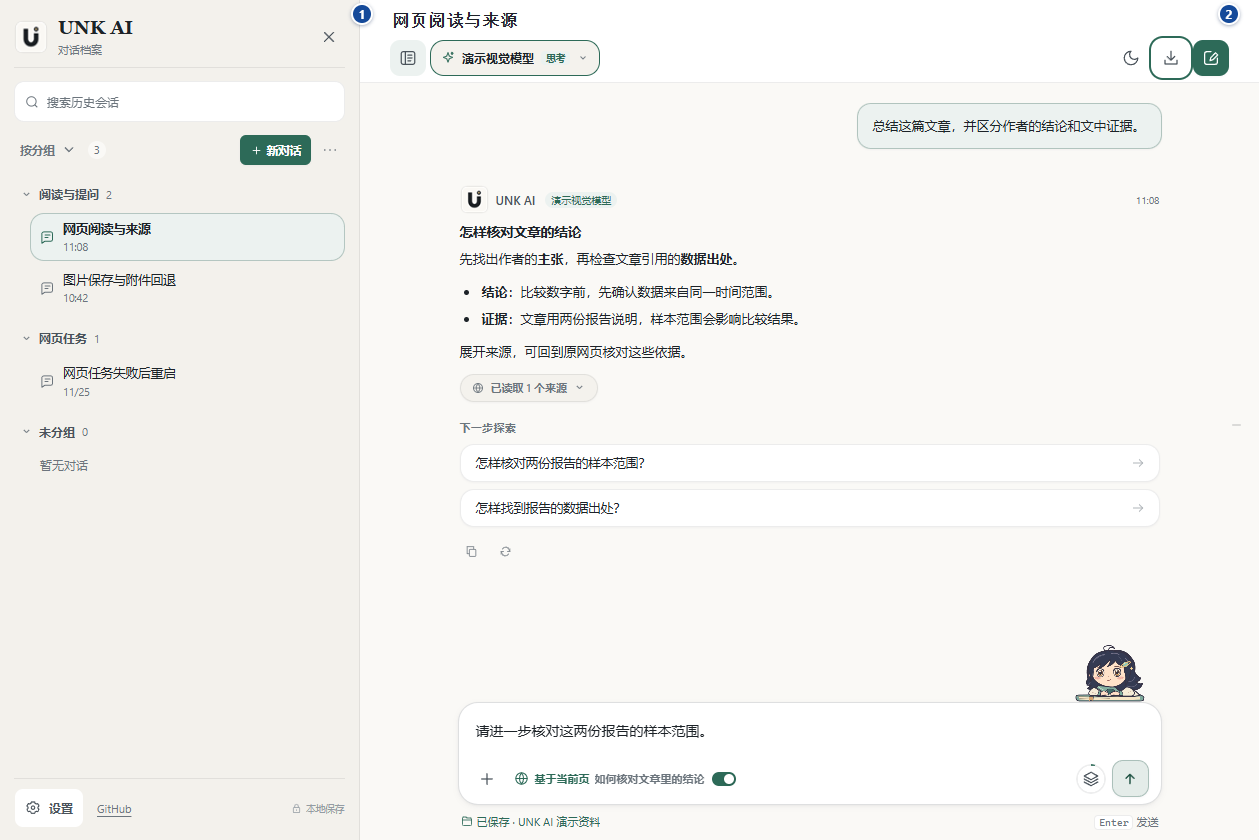 UNK AI
对话档案
搜索历史会话
按分组 3
+ 新对话 ···
阅读与提问 2
网页阅读与来源
11:08
图片保存与附件回退
10:42
网页任务 1
网页任务失败后重启
11/25
未分组 0
暂无对话
设置 GitHub 本地保存
1
网页阅读与来源
2
演示视觉模型 思考
总结这篇文章，并区分作者的结论和文中证据。
UNK AI 演示视觉模型 11:08
怎样核对文章的结论
先找出作者的主张，再检查文章引用的数据出处。
• 结论：比较数字前，先确认数据来自同一时间范围。
• 证据：文章用两份报告说明，样本范围会影响比较结果。
展开来源，可回到原网页核对这些依据。
已读取 1 个来源
下一步探索
怎样核对两份报告的样本范围?
怎样找到报告的数据出处?
请进一步核对这两份报告的样本范围。
基于当前页 如何核对文章里的结论
已保存 · UNK AI 演示资料
Enter 发送